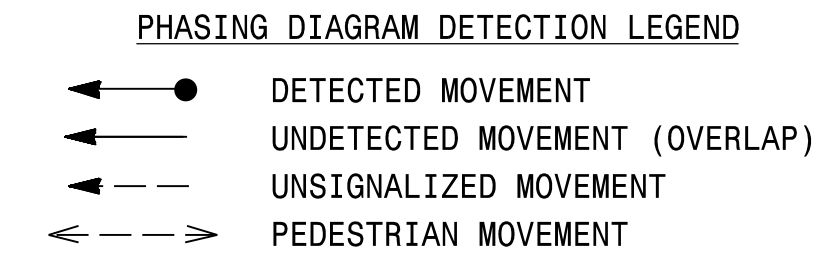 PHASING DIAGRAM DETECTION LEGEND
DETECTED MOVEMENT
UNDETECTED MOVEMENT (OVERLAP)
UNSIGNALIZED MOVEMENT
PEDESTRIAN MOVEMENT